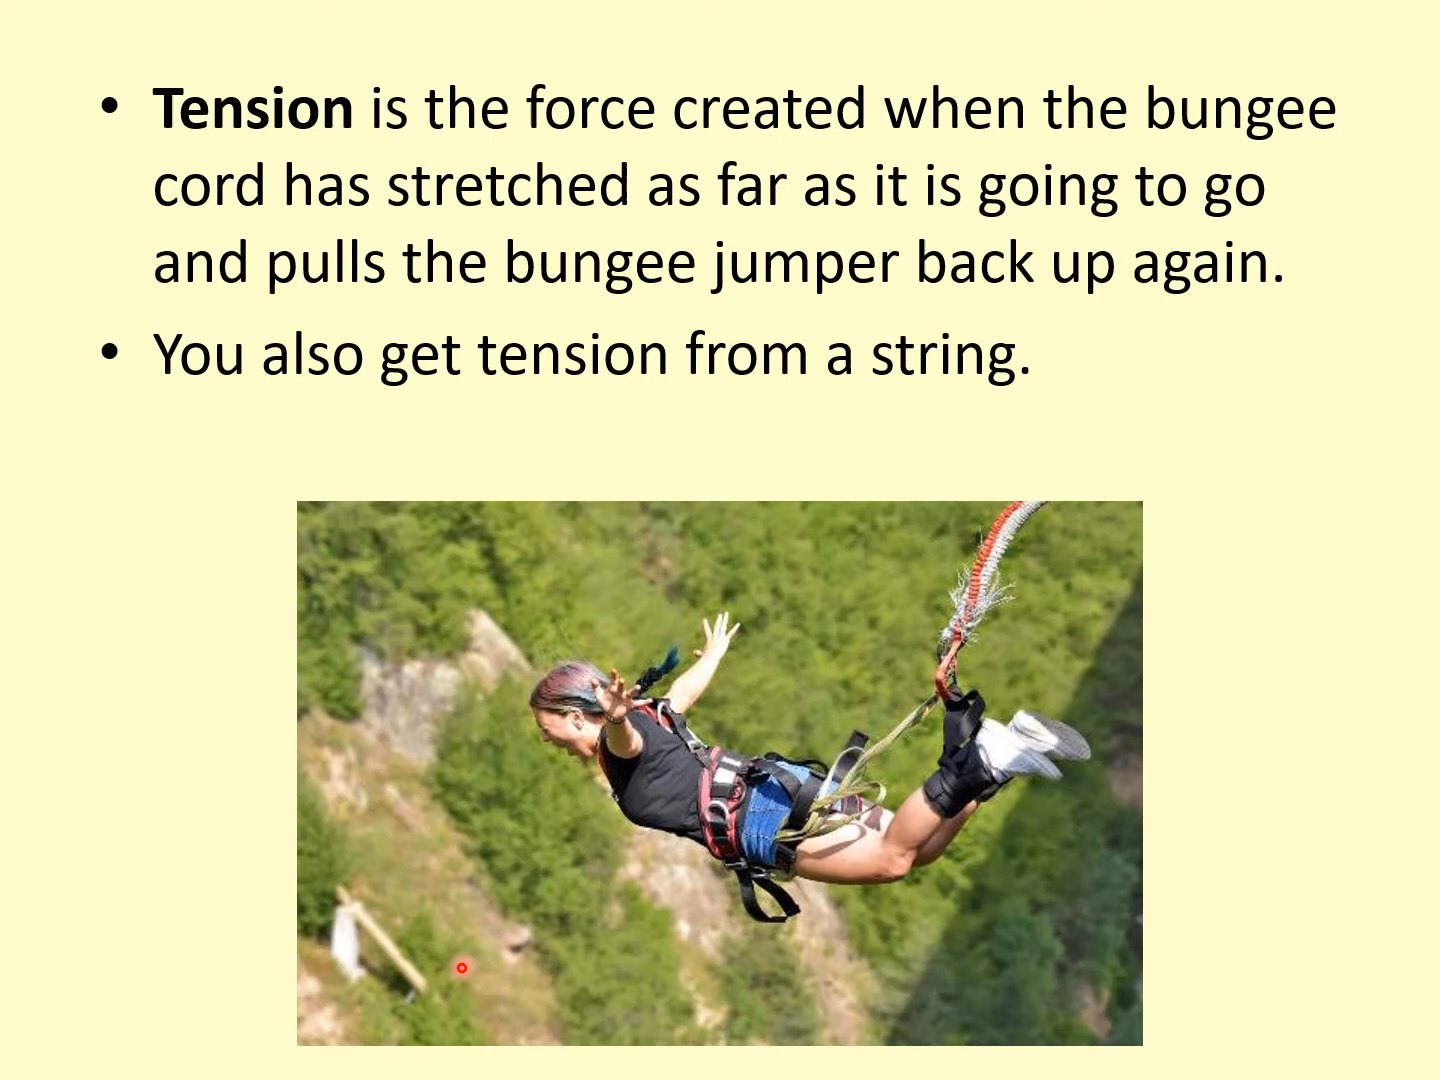 • Tension is the force created when the bungee
cord has stretched as far as it is going to go
and pulls the bungee jumper back up again.
• You also get tension from a string.